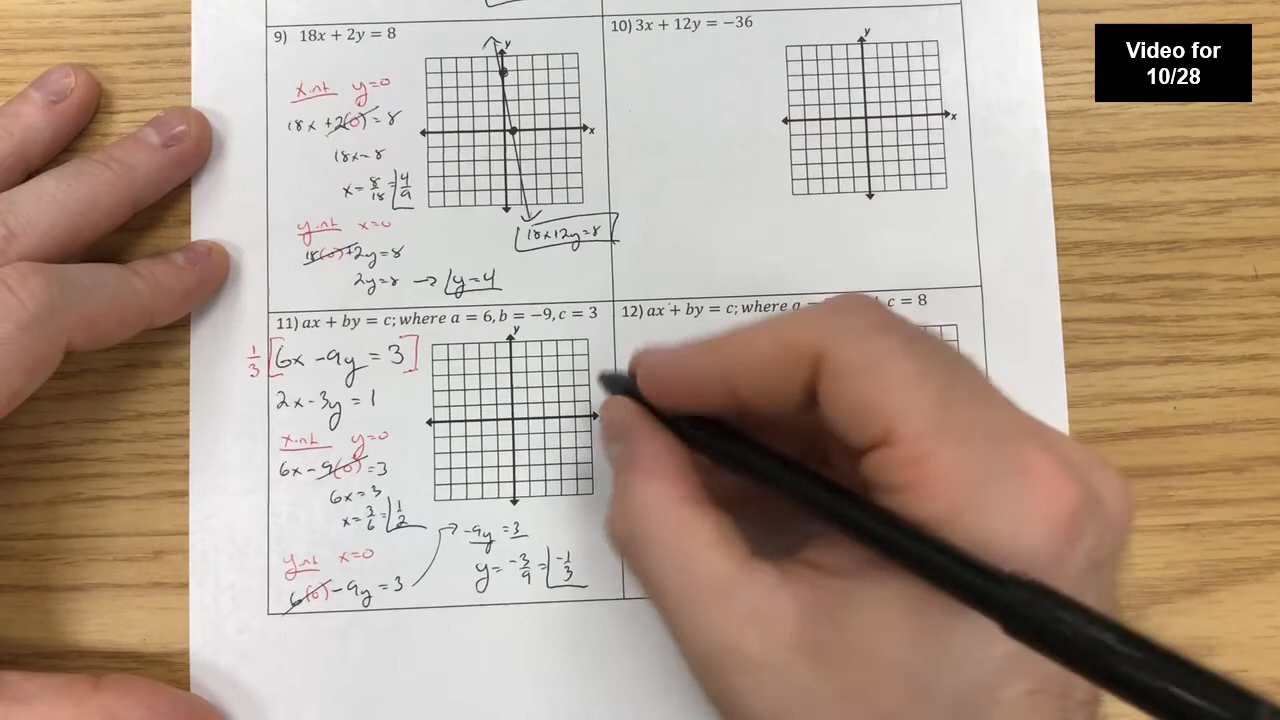 Video for
10/28
9) 18x + 2y = 8
x-int y=0
18x + 2(0) = 8
18x = 8
x = 8/18 = 4/9
y-int x=0
18(0) + 2y = 8
2y = 8 → y = 4
y
x
18x+2y=8
10) 3x + 12y = −36
y
x
11) ax + by = c; where a = 6, b = −9, c = 3
1/3 [6x − 9y = 3]
2x − 3y = 1
x-int y=0
6x − 9(0) = 3
6x = 3
x = 3/6 = 1/2
y-int x=0
6(0) − 9y = 3
-9y = 3
y = -3/9 = -1/3
y
12) ax + by = c; where a c = 8